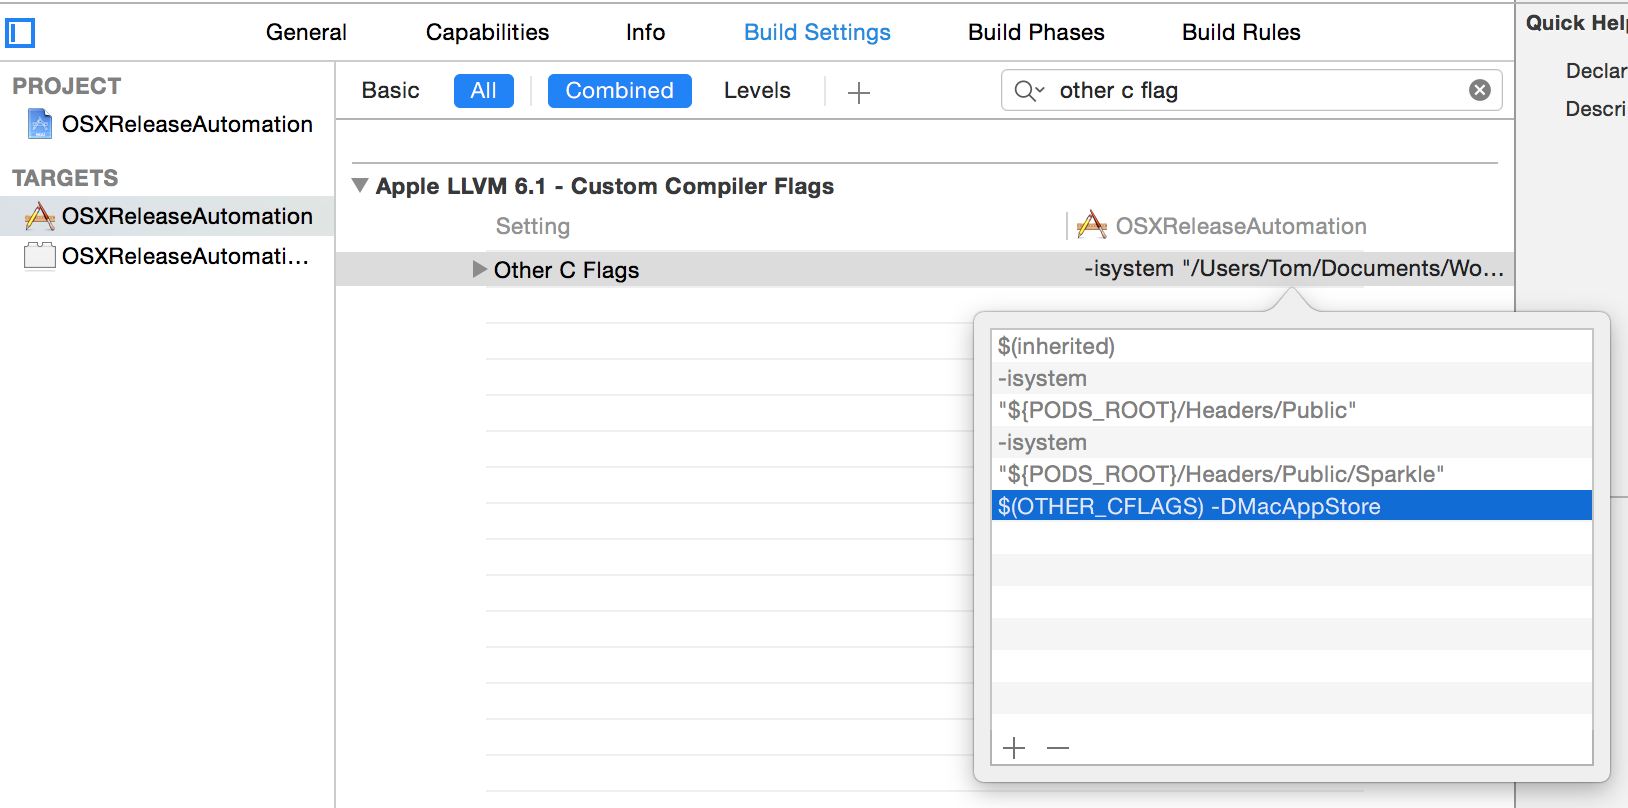 General Capabilities Info Build Settings Build Phases Build Rules
Quick Help
PROJECT
OSXReleaseAutomation
TARGETS
OSXReleaseAutomation
OSXReleaseAutomati...
Basic All Combined Levels
other c flag
Declar
Descri
Apple LLVM 6.1 - Custom Compiler Flags
Setting OSXReleaseAutomation
Other C Flags -isystem "/Users/Tom/Documents/Wo...
$(inherited)
-isystem
"${PODS_ROOT}/Headers/Public"
-isystem
"${PODS_ROOT}/Headers/Public/Sparkle"
$(OTHER_CFLAGS) -DMacAppStore